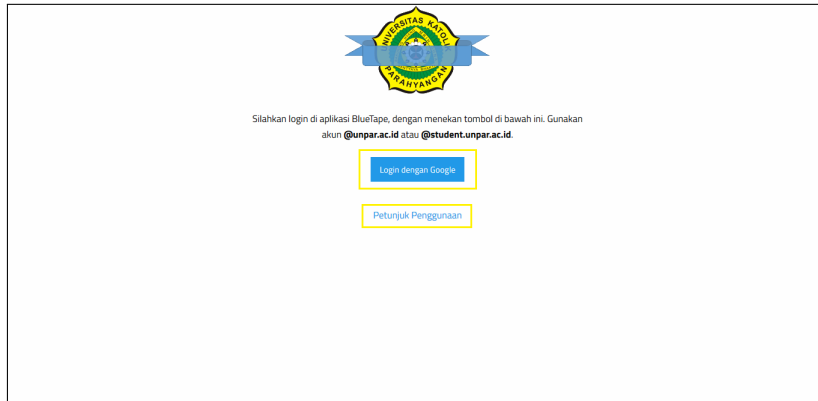 UNIVERSITAS KATOLIK
PARAHYANGAN
Silahkan login di aplikasi BlueTape, dengan menekan tombol di bawah ini. Gunakan
akun @unpar.ac.id atau @student.unpar.ac.id.
Login dengan Google
Petunjuk Penggunaan